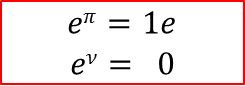 e^π = 1e
e^ν = 0